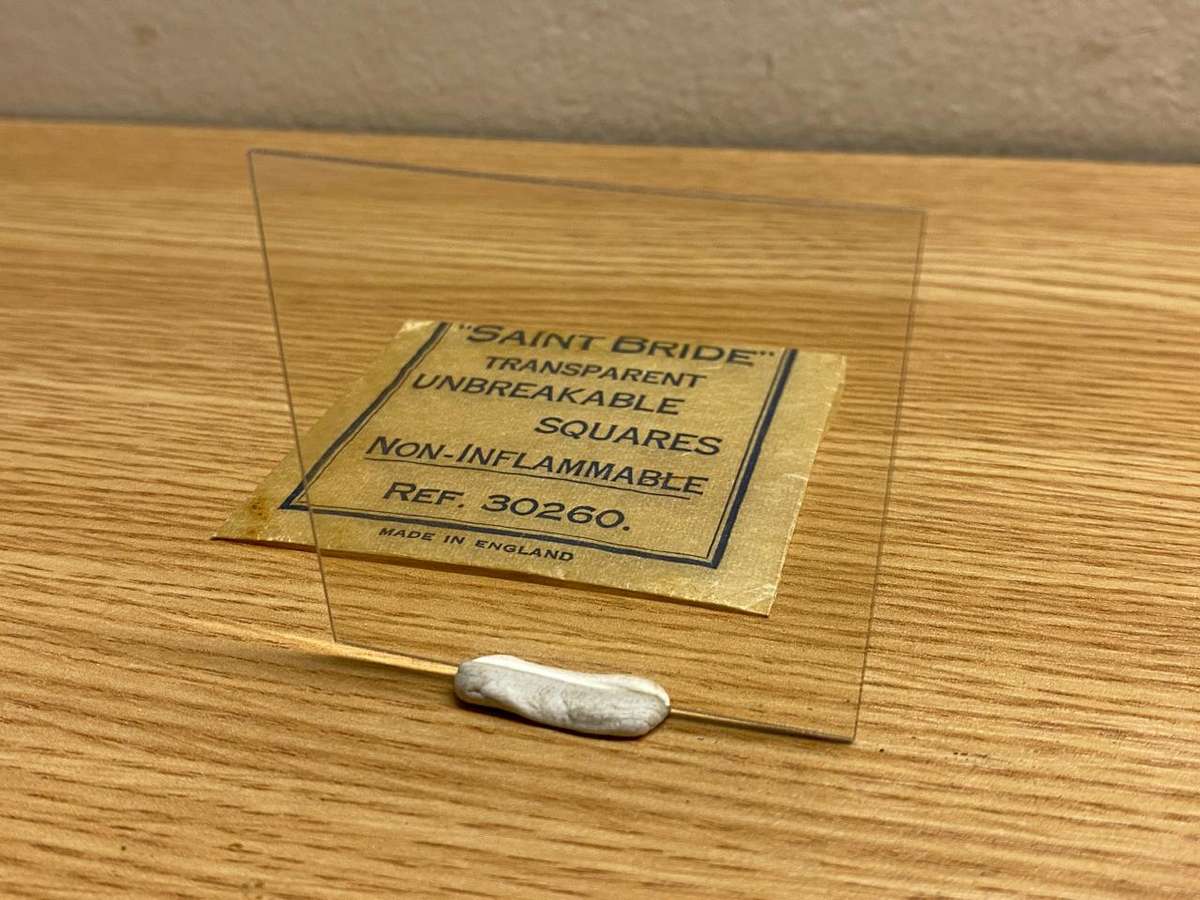 "SAINT BRIDE"
TRANSPARENT
UNBREAKABLE
SQUARES
NON-INFLAMMABLE
REF. 30260.
MADE IN ENGLAND